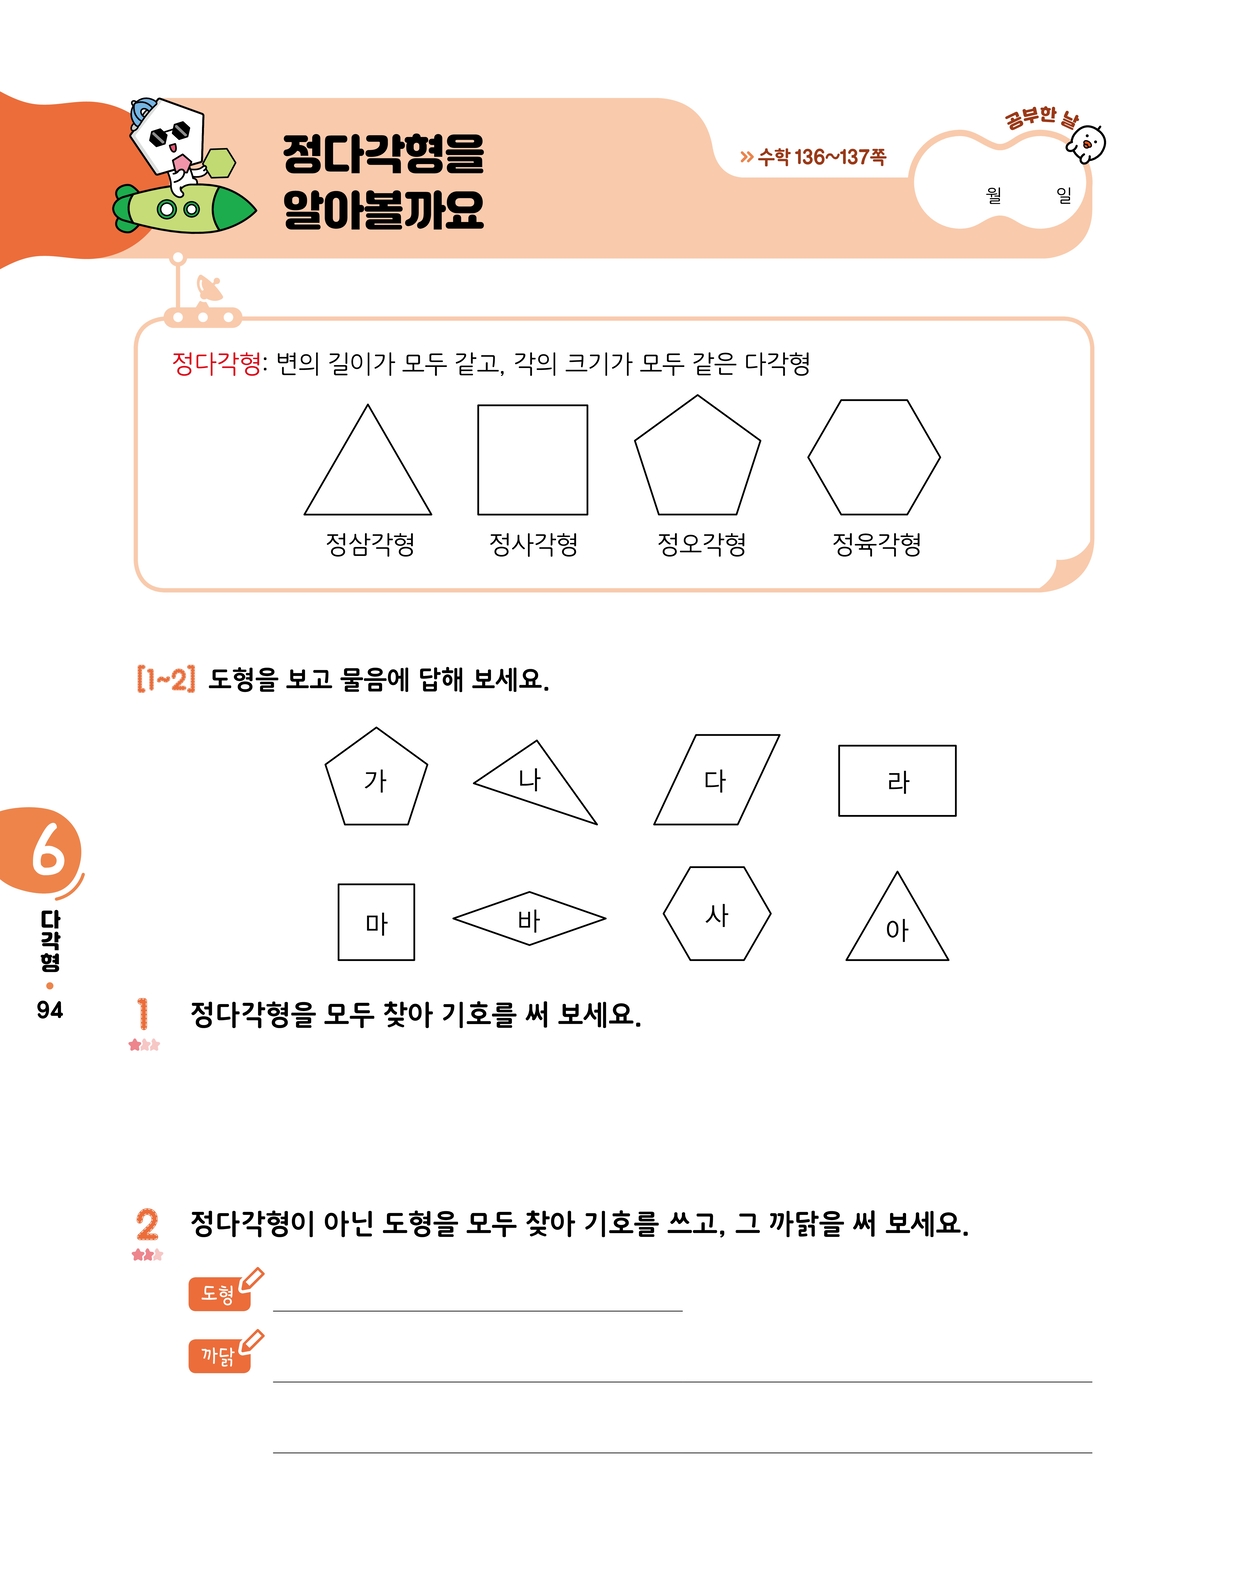 정다각형을
알아볼까요
수학 136~137쪽
공부한 날
월 일
정다각형: 변의 길이가 모두 같고, 각의 크기가 모두 같은 다각형
정삼각형 정사각형 정오각형 정육각형
[1~2] 도형을 보고 물음에 답해 보세요.
가 나 다 라
마 바 사 아
6
다각형
94
1 정다각형을 모두 찾아 기호를 써 보세요.
2 정다각형이 아닌 도형을 모두 찾아 기호를 쓰고, 그 까닭을 써 보세요.
도형
까닭